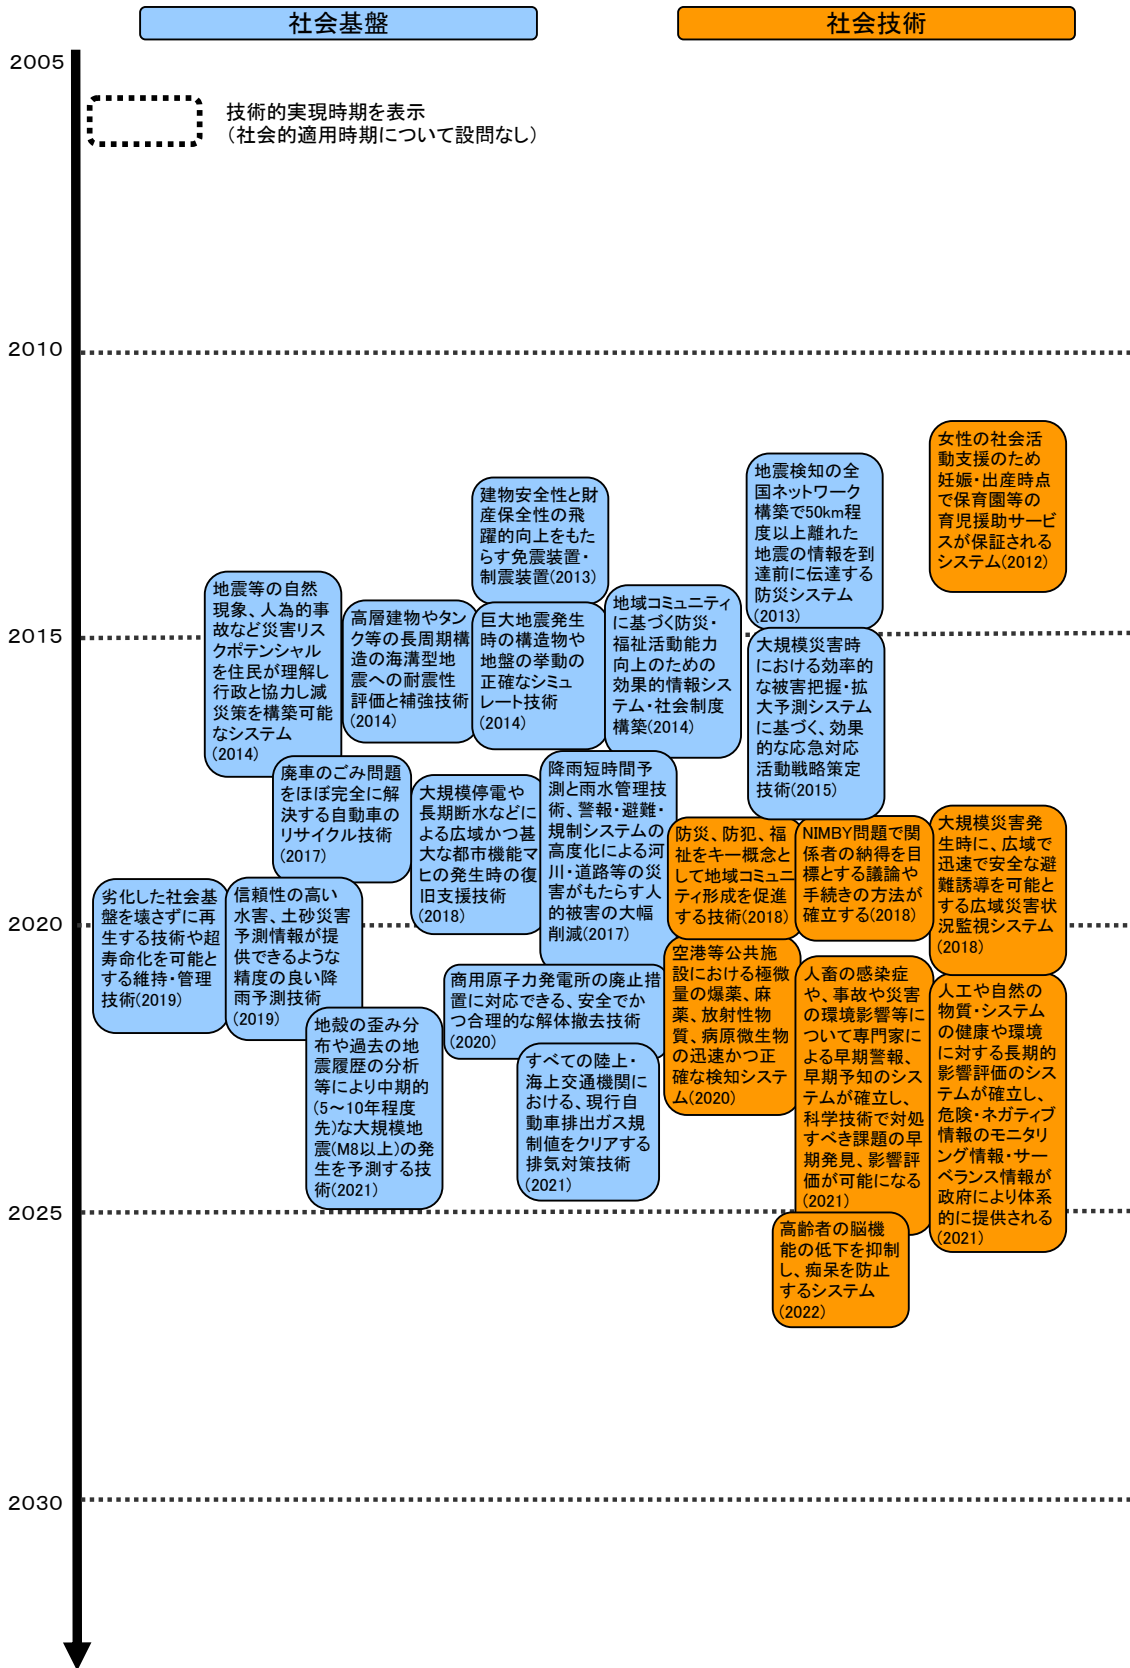 社会基盤
社会技術
2005
技術的実現時期を表示
(社会的適用時期について設問なし)
2010
女性の社会活
動支援のため
妊娠・出産時点
で保育園等の
育児援助サービ
スが保証される
システム(2012)
地震検知の全
国ネットワーク
構築で50km程
度以上離れた
地震の情報を到
達前に伝達する
防災システム
(2013)
建物安全性と財
産保全性の飛
躍的向上をもた
らす免震装置・
制震装置(2013)
地震等の自然
現象、人為的事
故など災害リス
クポテンシャル
を住民が理解し
行政と協力し減
災策を構築可能
なシステム
(2014)
高層建物やタン
ク等の長周期構
造の海溝型地
震への耐震性
評価と補強技術
(2014)
巨大地震発生
時の構造物や
地盤の挙動の
正確なシミュ
レート技術
(2014)
地域コミュニティ
に基づく防災・
福祉活動能力
向上のための
効果的情報シス
テム・社会制度
構築(2014)
2015
大規模災害時
における効率的
な被害把握・拡
大予測システム
に基づく、効果
的な応急対応
活動戦略策定
技術(2015)
廃車のごみ問題
をほぼ完全に解
決する自動車の
リサイクル技術
(2017)
大規模停電や
長期断水などに
よる広域かつ甚
大な都市機能マ
ヒの発生時の復
旧支援技術
(2018)
降雨短時間予
測と雨水管理技
術、警報・避難・
規制システムの
高度化による河
川・道路等の災
害がもたらす人
的被害の大幅
削減(2017)
防災、防犯、福
祉をキー概念と
して地域コミュニ
ティ形成を促進
する技術(2018)
NIMBY問題で関
係者の納得を目
標とする議論や
手続きの方法が
確立する(2018)
大規模災害発
生時に、広域で
迅速で安全な避
難誘導を可能と
する広域災害状
況監視システム
(2018)
劣化した社会基
盤を壊さずに再
生する技術や超
寿命化を可能と
する維持・管理
技術(2019)
信頼性の高い
水害、土砂災害
予測情報が提
供できるような
精度の良い降
雨予測技術
(2019)
2020
商用原子力発電所の廃止措
置に対応できる、安全でか
つ合理的な解体撤去技術
(2020)
空港等公共施
設における極微
量の爆薬、麻
薬、放射性物
質、病原微生物
の迅速かつ正
確な検知システ
ム(2020)
人畜の感染症
や、事故や災害
の環境影響等に
ついて専門家に
よる早期警報、
早期予知のシス
テムが確立し、
科学技術で対処
すべき課題の早
期発見、影響評
価が可能になる
(2021)
人工や自然の
物質・システム
の健康や環境
に対する長期的
影響評価のシス
テムが確立し、
危険・ネガティブ
情報のモニタリ
ング情報・サー
ベランス情報が
政府により体系
的に提供される
(2021)
地殻の歪み分
布や過去の地
震履歴の分析
等により中期的
(5～10年程度
先)な大規模地
震(M8以上)の発
生を予測する技
術(2021)
すべての陸上・
海上交通機関に
おける、現行自
動車排出ガス規
制値をクリアする
排気対策技術
(2021)
2025
高齢者の脳機
能の低下を抑制
し、痴呆を防止
するシステム
(2022)
2030